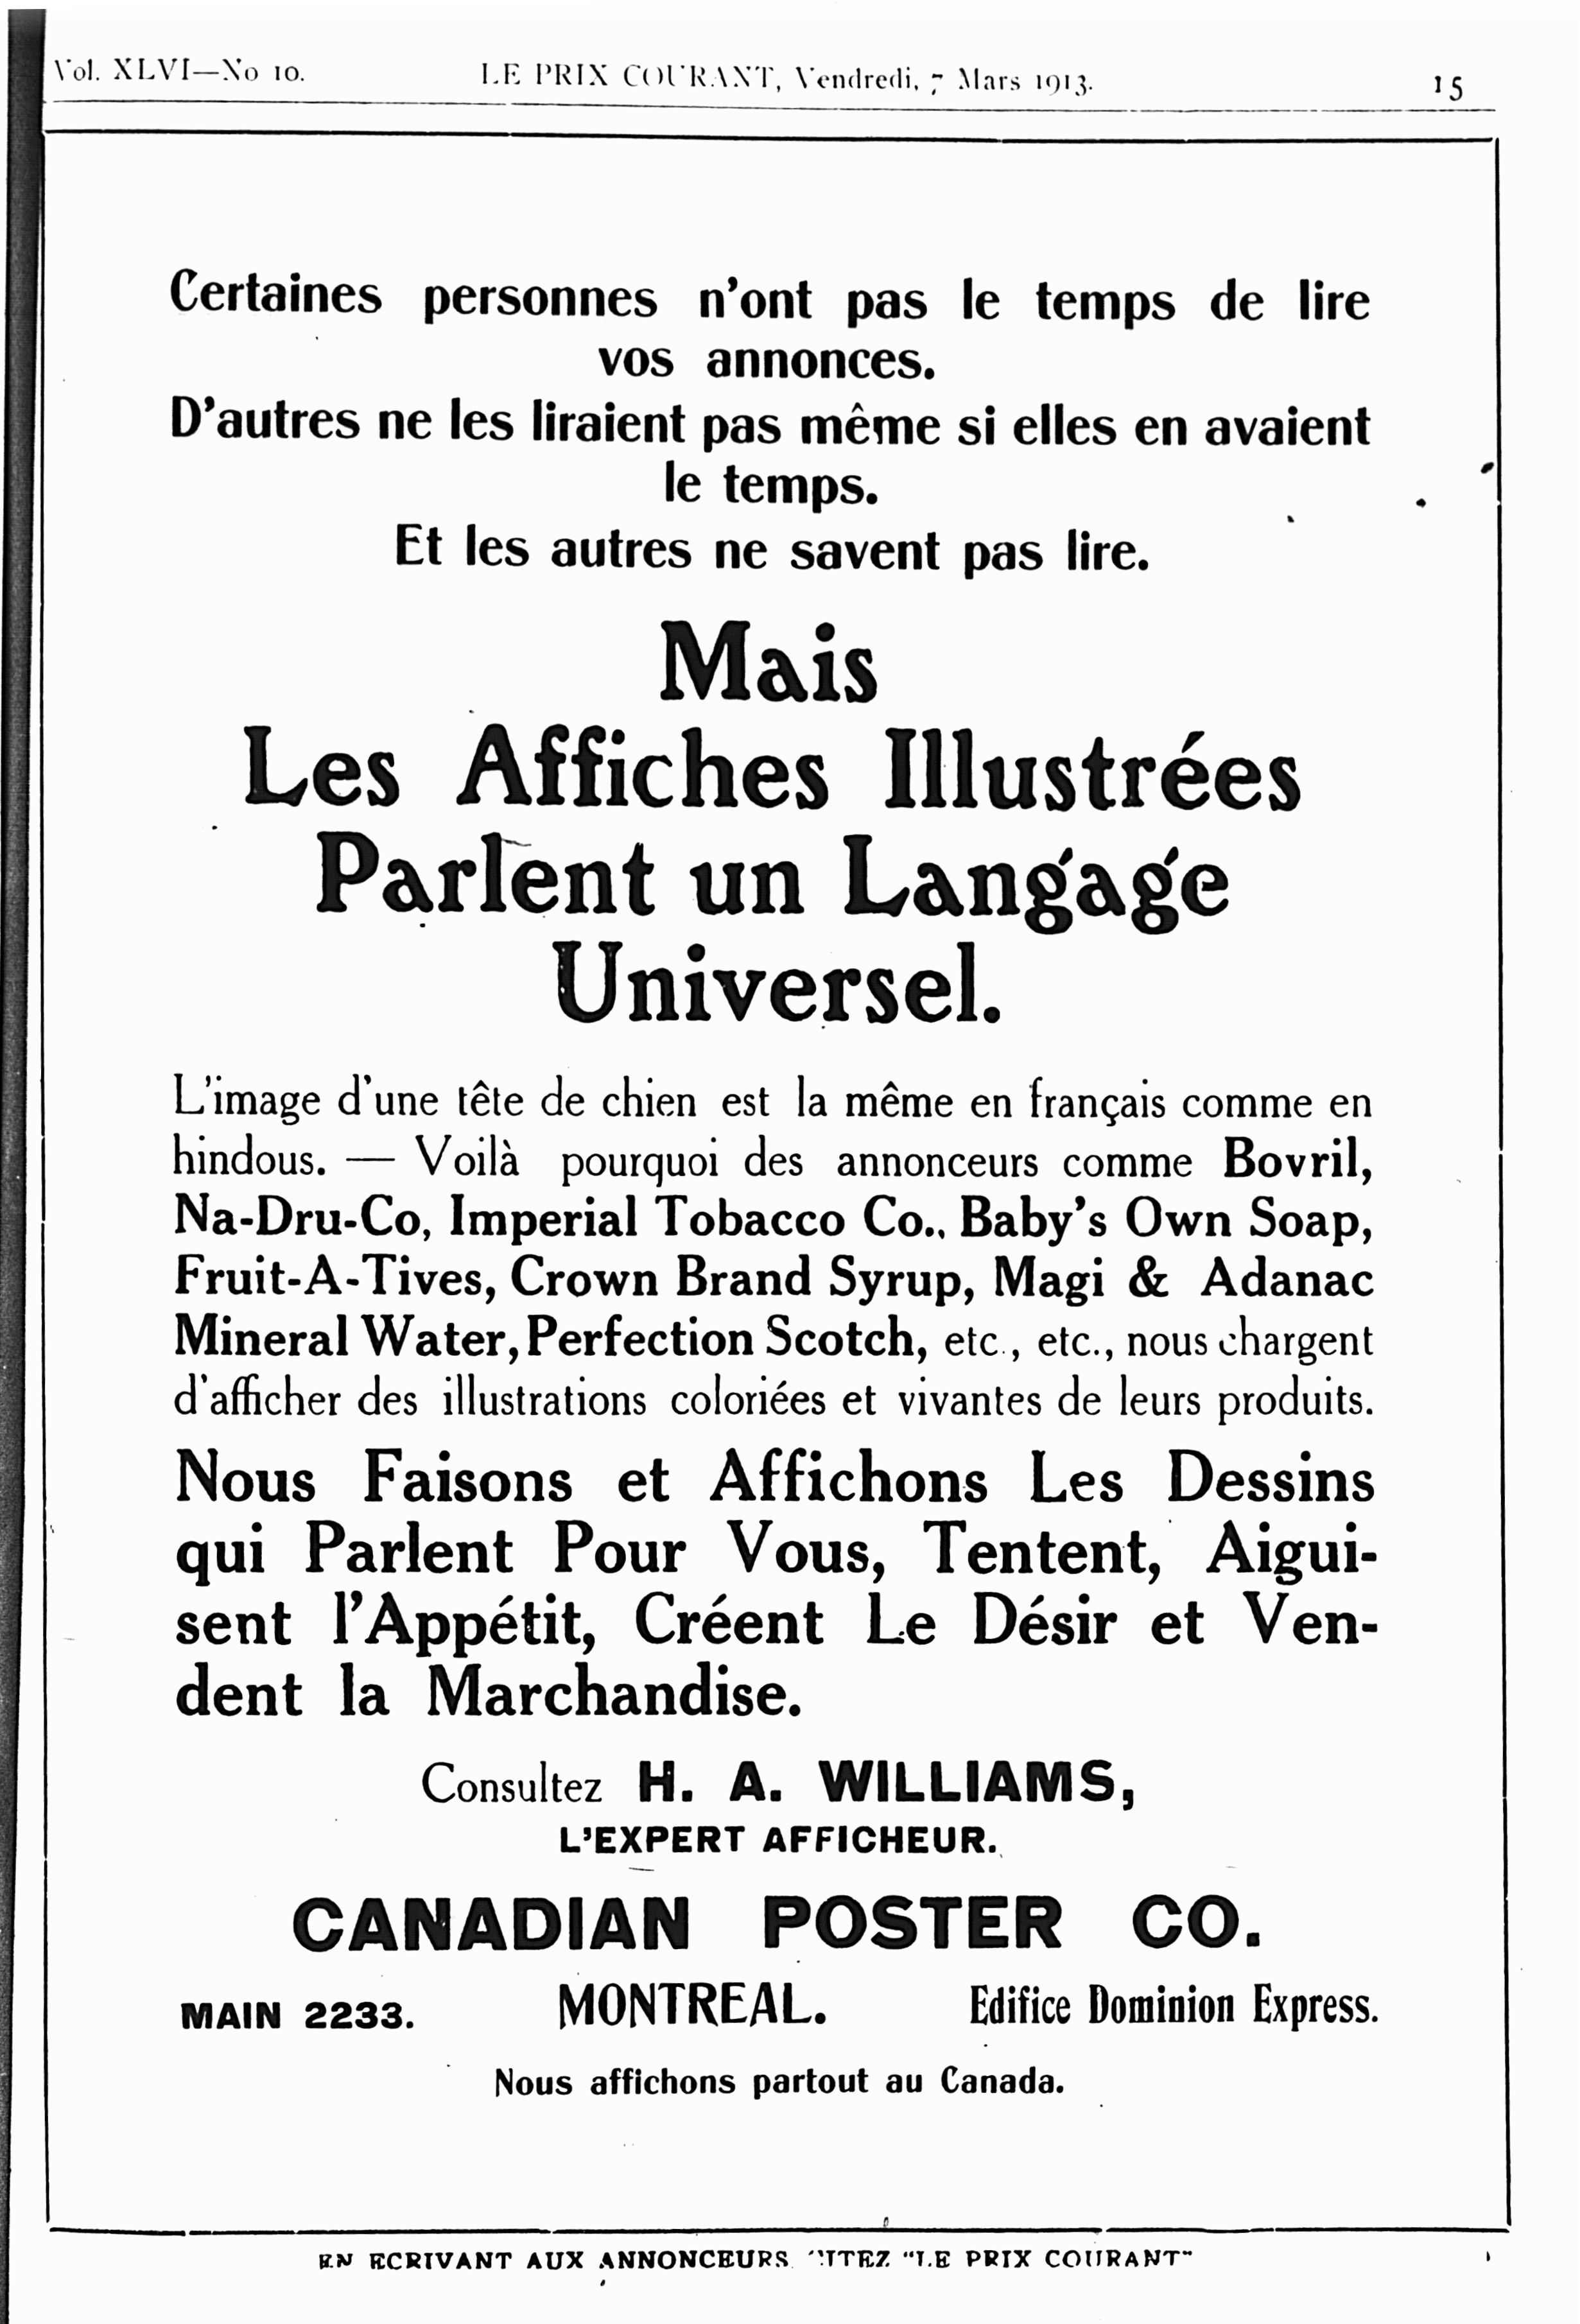 Vol. XLVI—No 10.
LE PRIX COURANT, Vendredi, 7 Mars 1913.
15
Certaines personnes n'ont pas le temps de lire
vos annonces.
D'autres ne les liraient pas même si elles en avaient
le temps.
Et les autres ne savent pas lire.
Mais
Les Affiches Illustrées
Parlent un Langage
Universel.
L'image d'une tête de chien est la même en français comme en
hindous. — Voilà pourquoi des annonceurs comme Bovril,
Na-Dru-Co, Imperial Tobacco Co., Baby's Own Soap,
Fruit-A-Tives, Crown Brand Syrup, Magi & Adanac
Mineral Water, Perfection Scotch, etc., etc., nous chargent
d'afficher des illustrations coloriées et vivantes de leurs produits.
Nous Faisons et Affichons Les Dessins
qui Parlent Pour Vous, Tentent, Aigui-
sent l'Appétit, Créent Le Désir et Ven-
dent la Marchandise.
Consultez H. A. WILLIAMS,
L'EXPERT AFFICHEUR.
CANADIAN POSTER CO.
MAIN 2233. MONTREAL. Edifice Dominion Express.
Nous affichons partout au Canada.
EN ECRIVANT AUX ANNONCEURS CITEZ "LE PRIX COURANT"